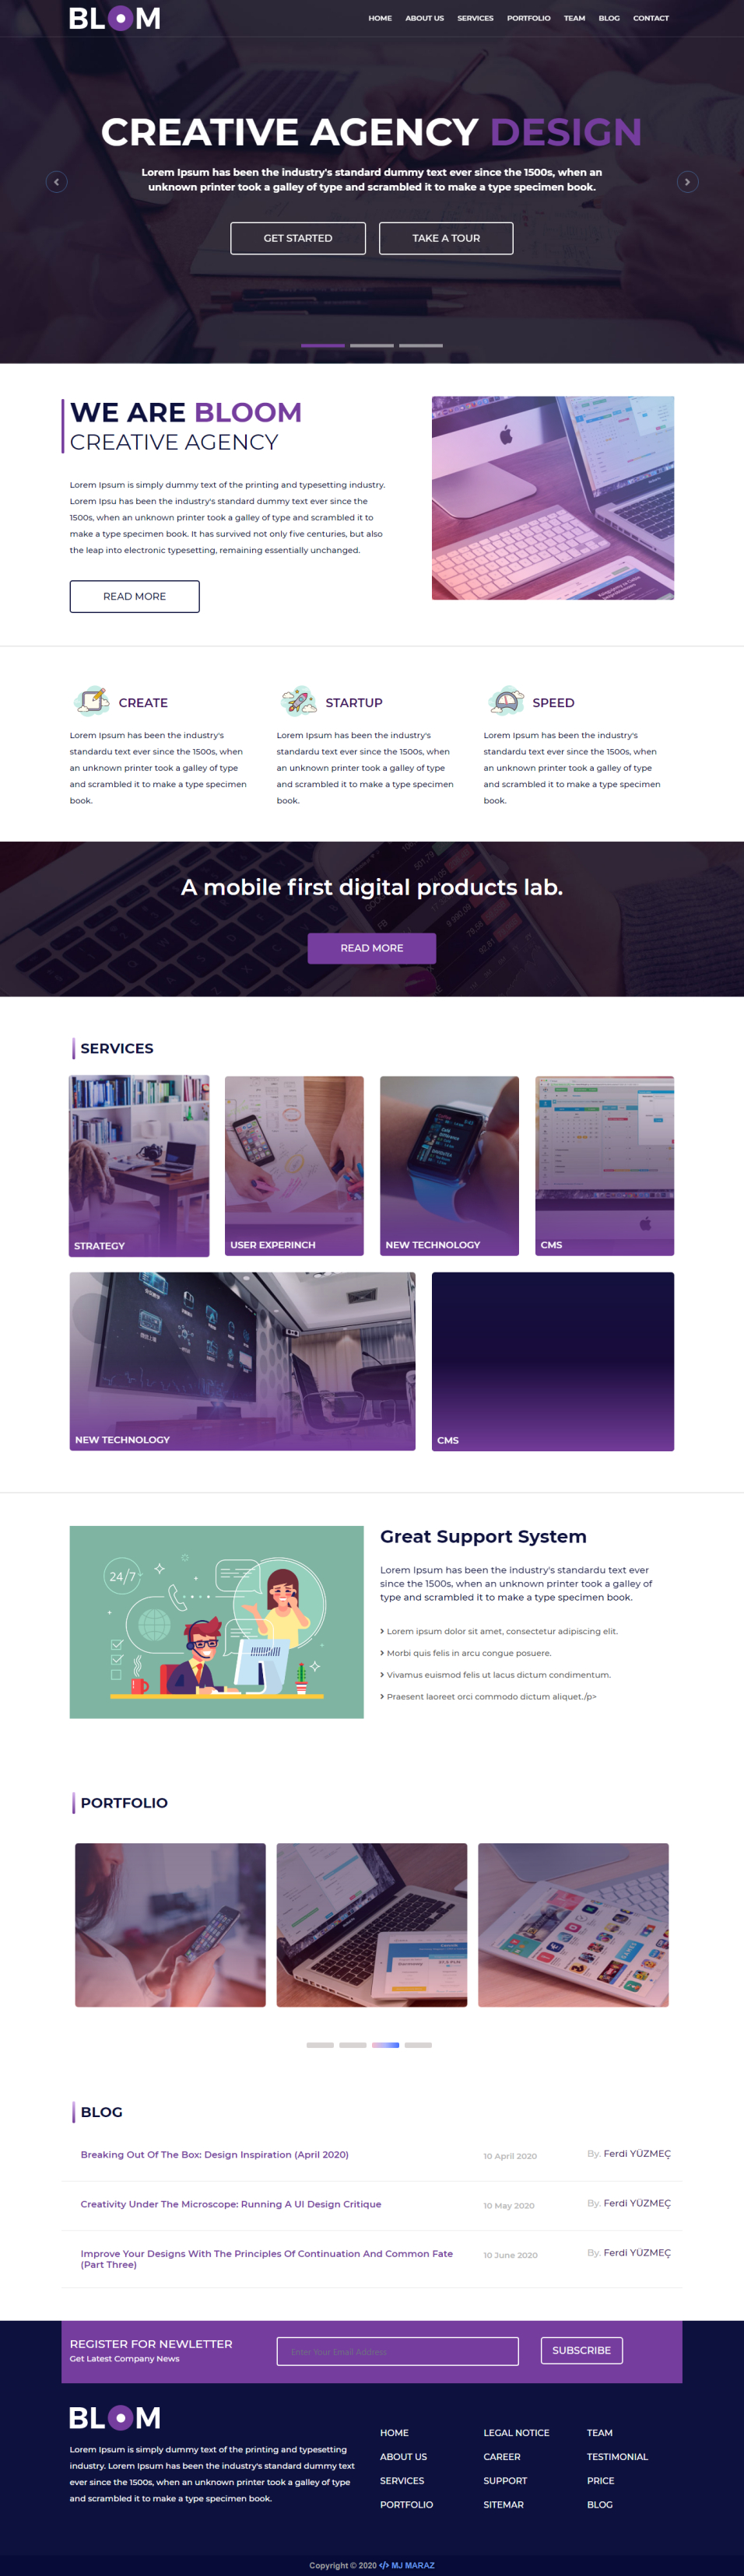 BLOM
HOME ABOUT US SERVICES PORTFOLIO TEAM BLOG CONTACT
CREATIVE AGENCY DESIGN
Lorem Ipsum has been the industry's standard dummy text ever since the 1500s, when an
unknown printer took a galley of type and scrambled it to make a type specimen book.
GET STARTED TAKE A TOUR
WE ARE BLOOM
CREATIVE AGENCY
Lorem Ipsum is simply dummy text of the printing and typesetting industry.
Lorem Ipsu has been the industry's standard dummy text ever since the
1500s, when an unknown printer took a galley of type and scrambled it to
make a type specimen book. It has survived not only five centuries, but also
the leap into electronic typesetting, remaining essentially unchanged.
READ MORE
CREATE
Lorem Ipsum has been the industry's
standardu text ever since the 1500s, when
an unknown printer took a galley of type
and scrambled it to make a type specimen
book.
STARTUP
Lorem Ipsum has been the industry's
standardu text ever since the 1500s, when
an unknown printer took a galley of type
and scrambled it to make a type specimen
book.
SPEED
Lorem Ipsum has been the industry's
standardu text ever since the 1500s, when
an unknown printer took a galley of type
and scrambled it to make a type specimen
book.
A mobile first digital products lab.
READ MORE
SERVICES
STRATEGY
USER EXPERINCH
NEW TECHNOLOGY
CMS
NEW TECHNOLOGY
CMS
24/7
Great Support System
Lorem Ipsum has been the industry's standardu text ever
since the 1500s, when an unknown printer took a galley of
type and scrambled it to make a type specimen book.
Lorem ipsum dolor sit amet, consectetur adipiscing elit.
Morbi quis felis in arcu congue posuere.
Vivamus euismod felis ut lacus dictum condimentum.
Praesent laoreet orci commodo dictum aliquet./p>
PORTFOLIO
BLOG
Breaking Out Of The Box: Design Inspiration (April 2020) 10 April 2020 By. Ferdi YÜZMEÇ
Creativity Under The Microscope: Running A UI Design Critique 10 May 2020 By. Ferdi YÜZMEÇ
Improve Your Designs With The Principles Of Continuation And Common Fate 10 June 2020 By. Ferdi YÜZMEÇ
(Part Three)
REGISTER FOR NEWLETTER
Get Latest Company News
Enter Your Email Address
SUBSCRIBE
BLOM
Lorem Ipsum is simply dummy text of the printing and typesetting
industry. Lorem Ipsum has been the industry's standard dummy text
ever since the 1500s, when an unknown printer took a galley of type
and scrambled it to make a type specimen book.
HOME LEGAL NOTICE TEAM
ABOUT US CAREER TESTIMONIAL
SERVICES SUPPORT PRICE
PORTFOLIO SITEMAR BLOG
Copyright © 2020 </> MJ MARAZ